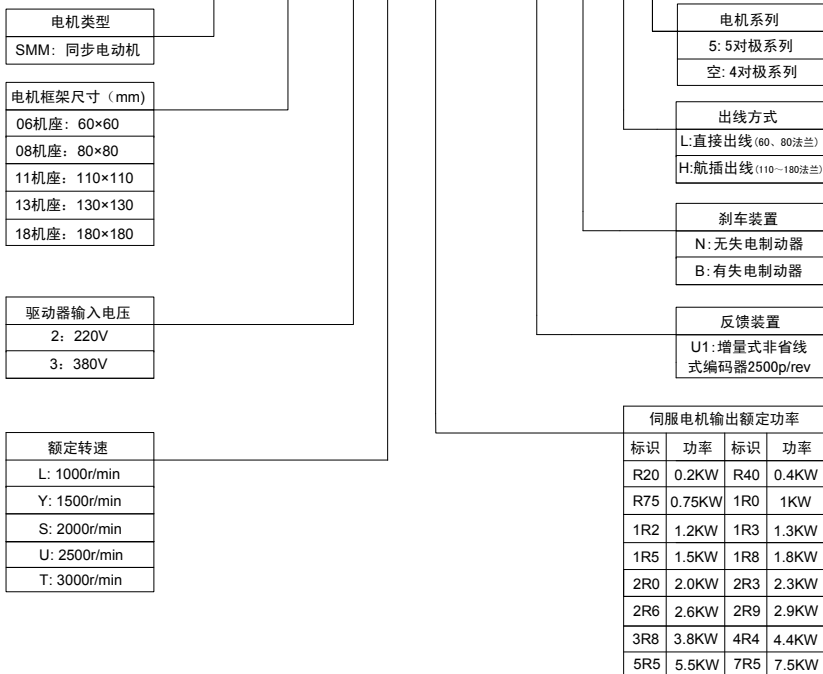 电机类型
SMM：同步电动机
电机框架尺寸（mm)
06机座：60×60
08机座：80×80
11机座：110×110
13机座：130×130
18机座：180×180
驱动器输入电压
2：220V
3：380V
额定转速
L: 1000r/min
Y: 1500r/min
S: 2000r/min
U: 2500r/min
T: 3000r/min
电机系列
5: 5对极系列
空: 4对极系列
出线方式
L:直接出线(60、80法兰)
H:航插出线(110～180法兰)
刹车装置
N:无失电制动器
B:有失电制动器
反馈装置
U1:增量式非省线
式编码器2500p/rev
伺服电机输出额定功率
标识 功率 标识 功率
R20 0.2KW R40 0.4KW
R75 0.75KW 1R0 1KW
1R2 1.2KW 1R3 1.3KW
1R5 1.5KW 1R8 1.8KW
2R0 2.0KW 2R3 2.3KW
2R6 2.6KW 2R9 2.9KW
3R8 3.8KW 4R4 4.4KW
5R5 5.5KW 7R5 7.5KW